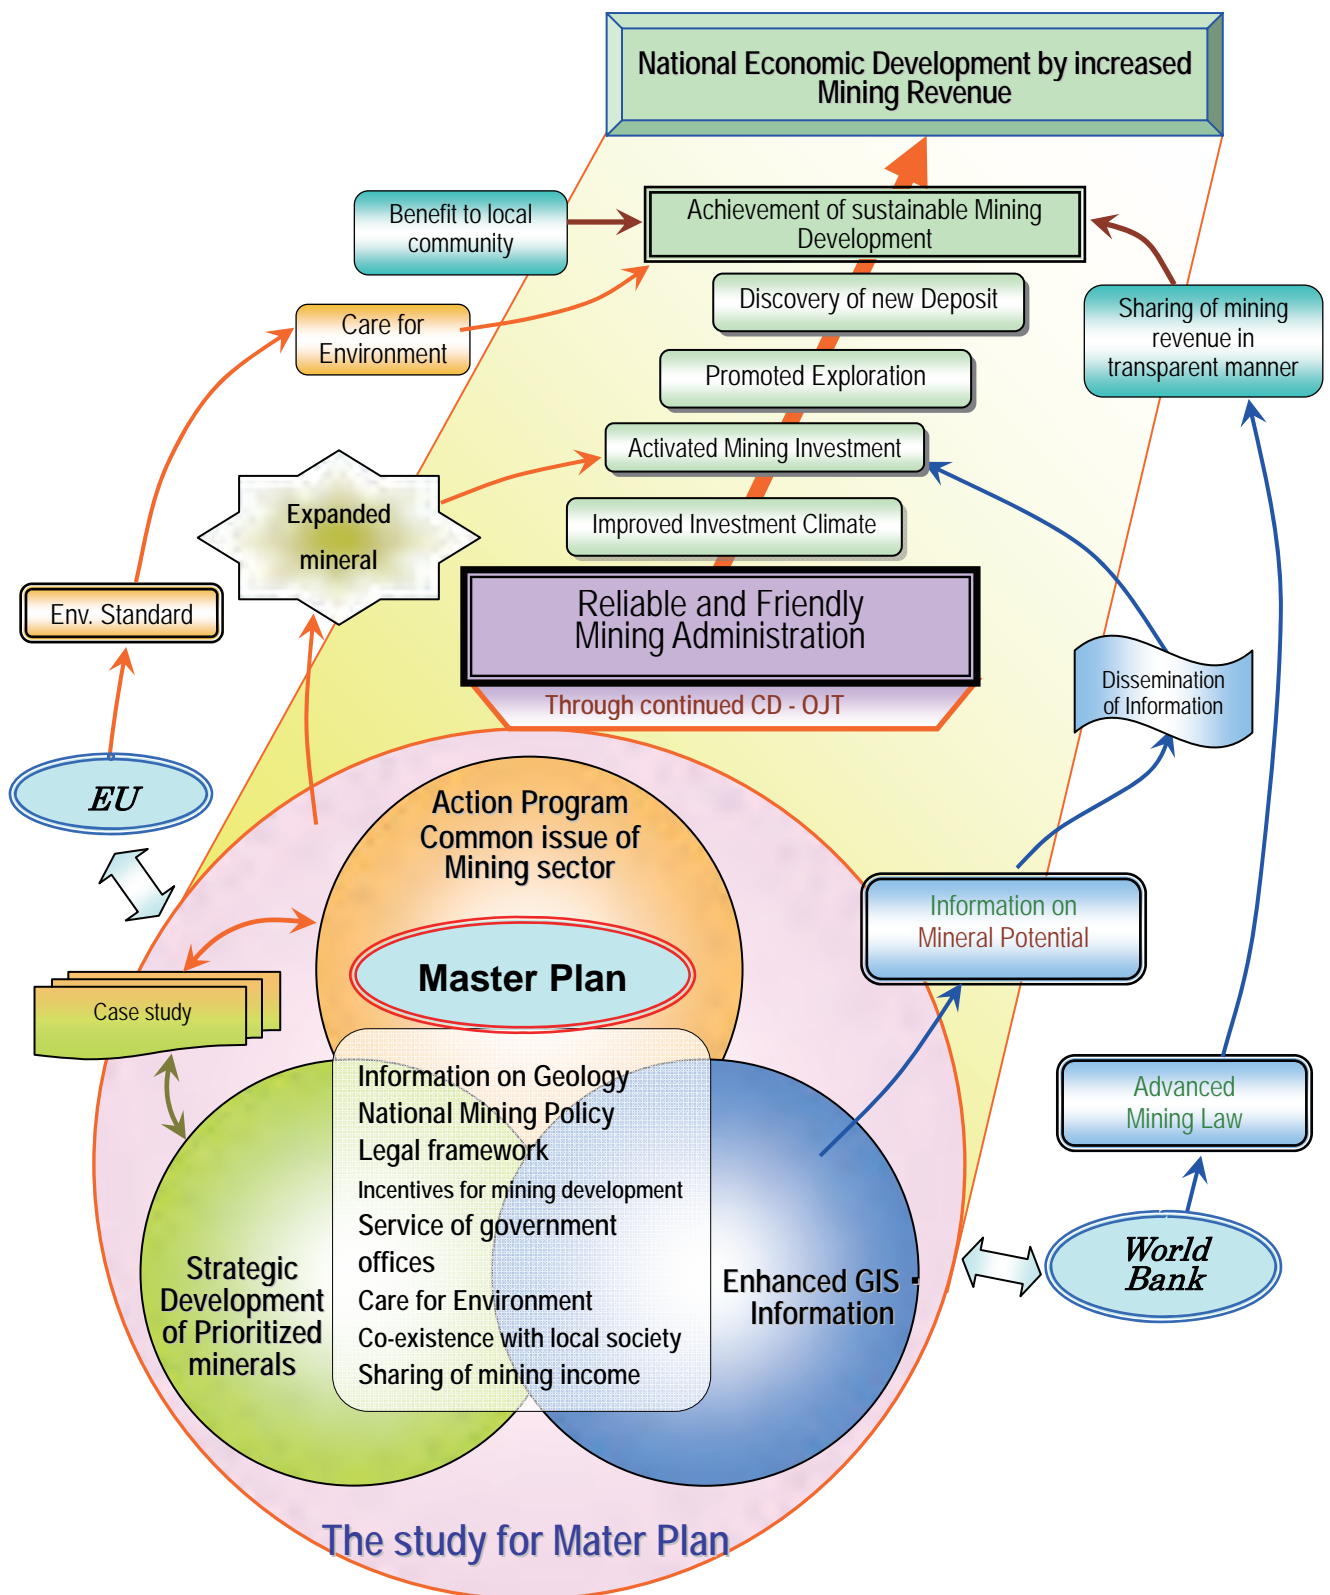 National Economic Development by increased
Mining Revenue
Benefit to local
community
Achievement of sustainable Mining
Development
Discovery of new Deposit
Sharing of mining
revenue in
transparent manner
Care for
Environment
Promoted Exploration
Activated Mining Investment
Expanded
mineral
Improved Investment Climate
Env. Standard
Reliable and Friendly
Mining Administration
Through continued CD - OJT
Dissemination
of Information
EU
Action Program
Common issue of
Mining sector
Information on
Mineral Potential
Master Plan
Case study
Information on Geology
National Mining Policy
Legal framework
Incentives for mining development
Service of government
offices
Care for Environment
Co-existence with local society
Sharing of mining income
Advanced
Mining Law
World
Bank
Strategic
Development
of Prioritized
minerals
Enhanced GIS ・
Information
The study for Mater Plan